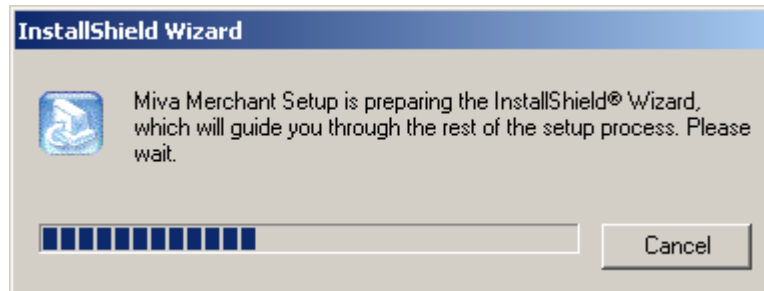 InstallShield Wizard
Miva Merchant Setup is preparing the InstallShield® Wizard,
which will guide you through the rest of the setup process. Please
wait.
Cancel